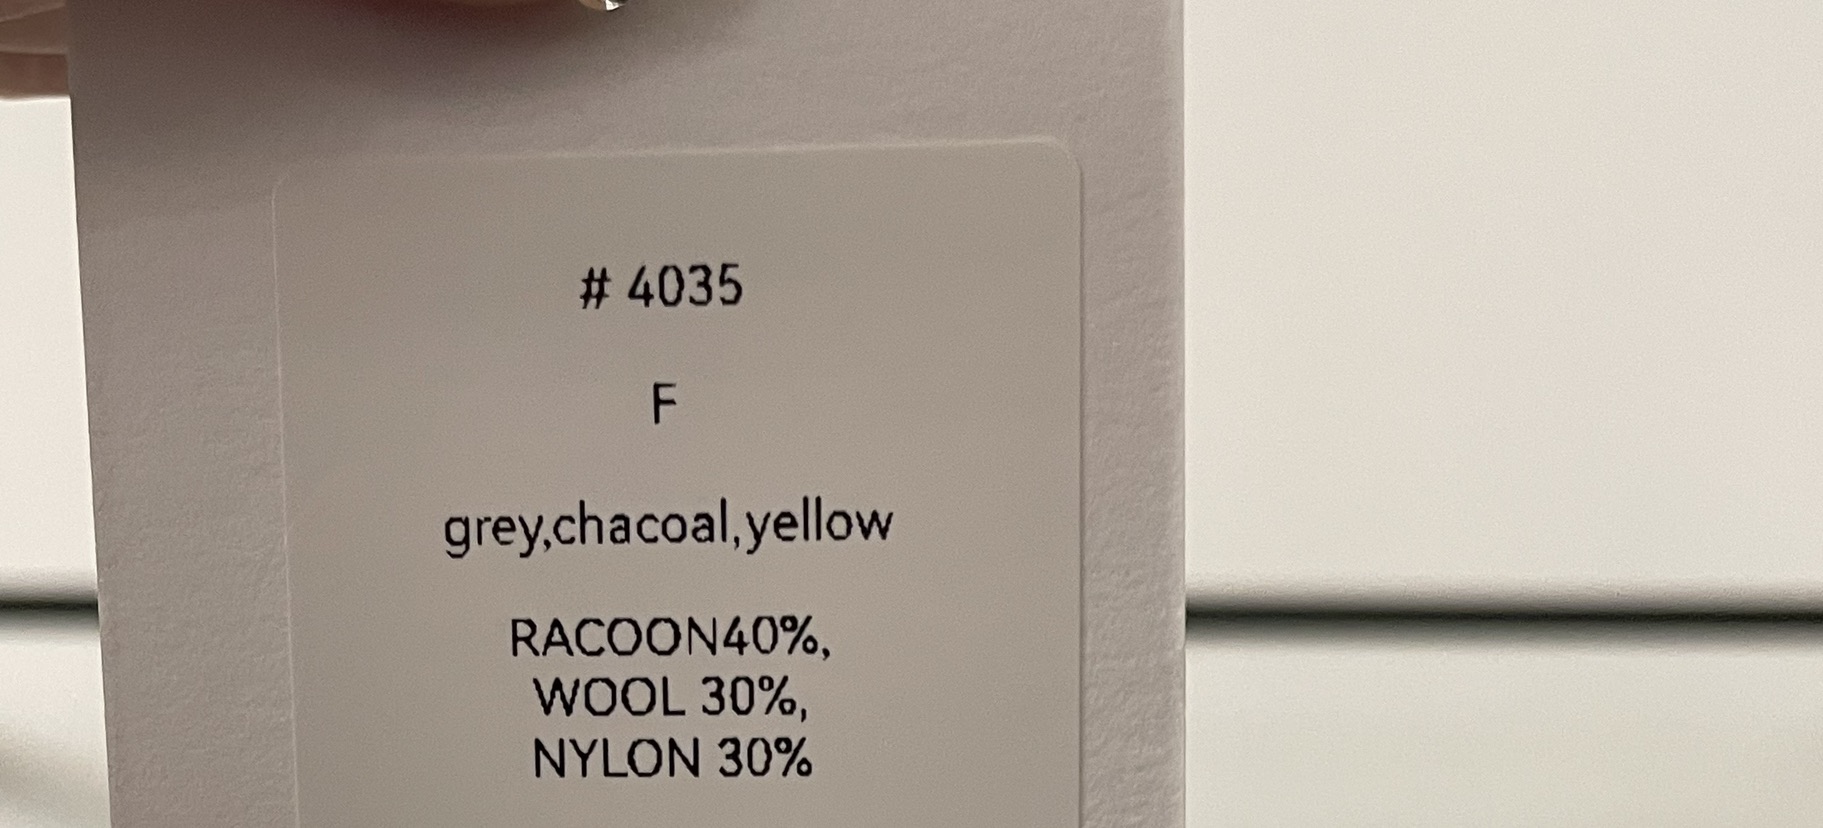 # 4035
F
grey,chacoal,yellow
RACOON40%,
WOOL 30%,
NYLON 30%